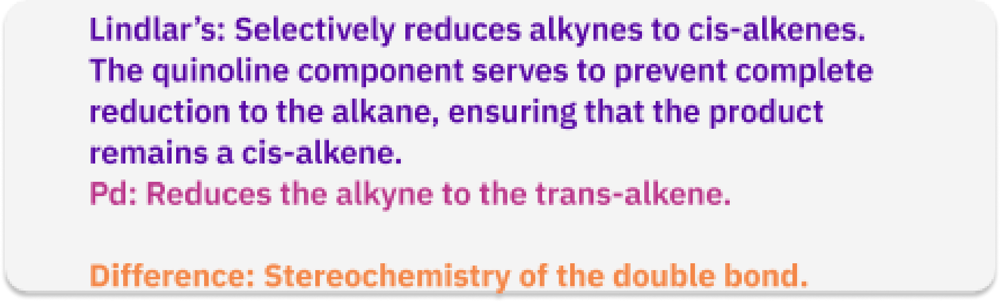 Lindlar’s: Selectively reduces alkynes to cis-alkenes.
The quinoline component serves to prevent complete
reduction to the alkane, ensuring that the product
remains a cis-alkene.
Pd: Reduces the alkyne to the trans-alkene.
Difference: Stereochemistry of the double bond.